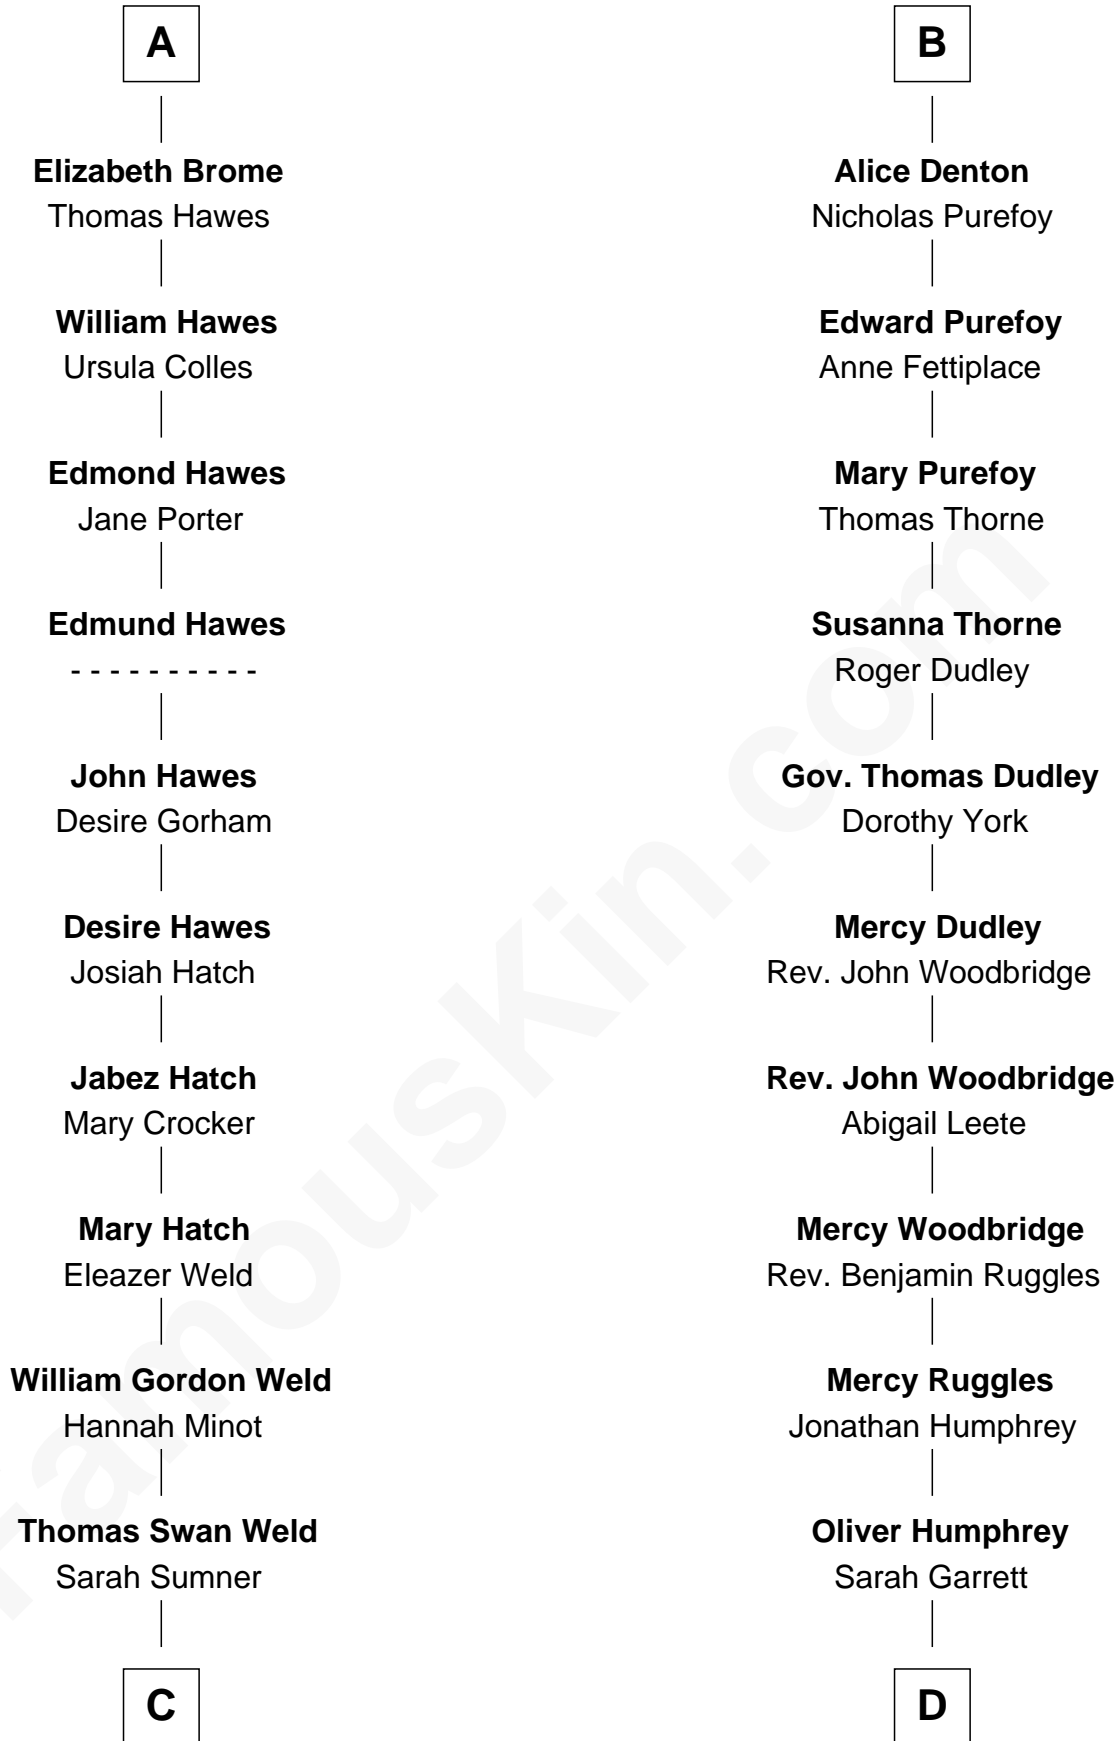 A
Elizabeth Brome
Thomas Hawes
William Hawes
Ursula Colles
Edmond Hawes
Jane Porter
Edmund Hawes
- - - - - - - - - -
John Hawes
Desire Gorham
Desire Hawes
Josiah Hatch
Jabez Hatch
Mary Crocker
Mary Hatch
Eleazer Weld
William Gordon Weld
Hannah Minot
Thomas Swan Weld
Sarah Sumner
C
B
Alice Denton
Nicholas Purefoy
Edward Purefoy
Anne Fettiplace
Mary Purefoy
Thomas Thorne
Susanna Thorne
Roger Dudley
Gov. Thomas Dudley
Dorothy York
Mercy Dudley
Rev. John Woodbridge
Rev. John Woodbridge
Abigail Leete
Mercy Woodbridge
Rev. Benjamin Ruggles
Mercy Ruggles
Jonathan Humphrey
Oliver Humphrey
Sarah Garrett
D
FamousKin.com